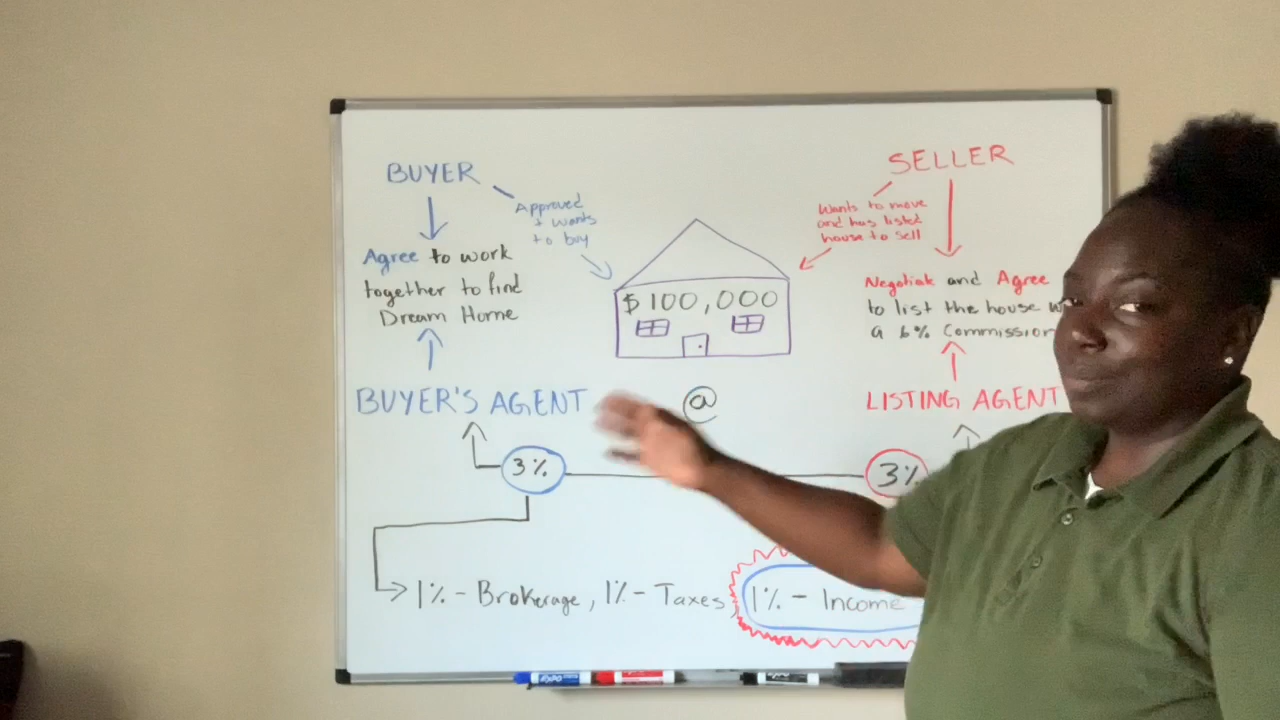 BUYER
SELLER
Approved
+ wants
to buy
Wants to move
and has listed
house to sell
Agree to work
together to find
Dream Home
$100,000
Negotiate and Agree
to list the house
a 6% Commission
BUYER'S AGENT
@
LISTING AGENT
3%
3%
1% - Brokerage, 1% - Taxes, 1% - Income
EXPO